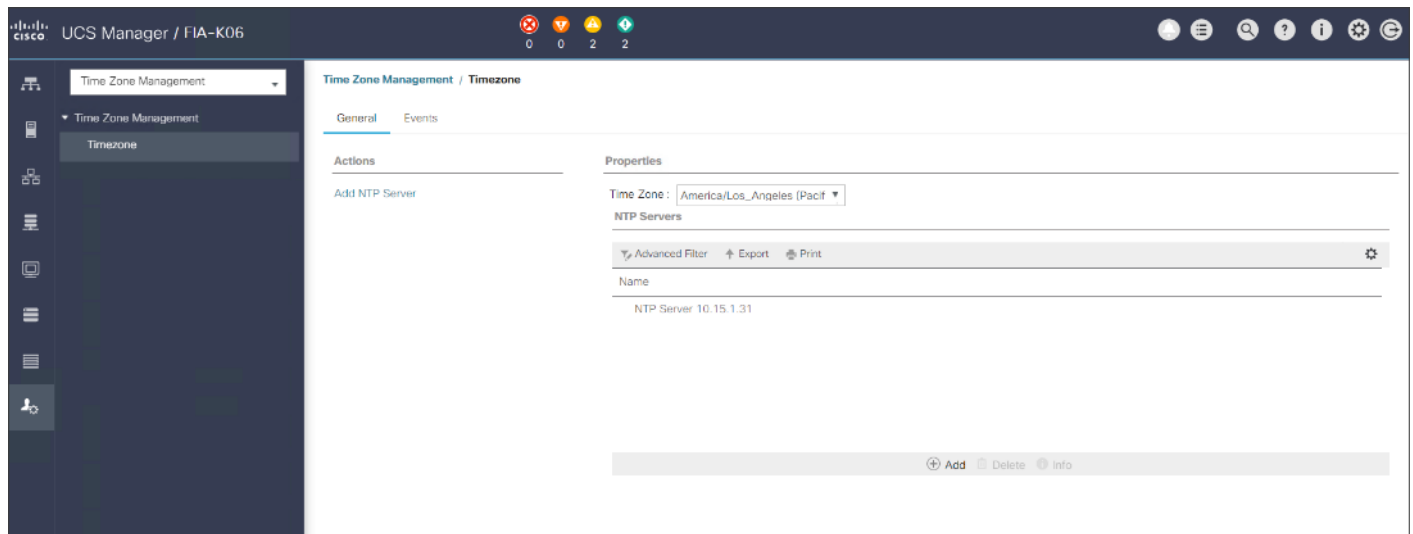 cisco UCS Manager / FIA-K06
0 0 2 2
Time Zone Management
Time Zone Management
Timezone
Time Zone Management / Timezone
General Events
Actions
Add NTP Server
Properties
Time Zone : America/Los_Angeles (Pacif
NTP Servers
Advanced Filter Export Print
Name
NTP Server 10.15.1.31
Add Delete Info